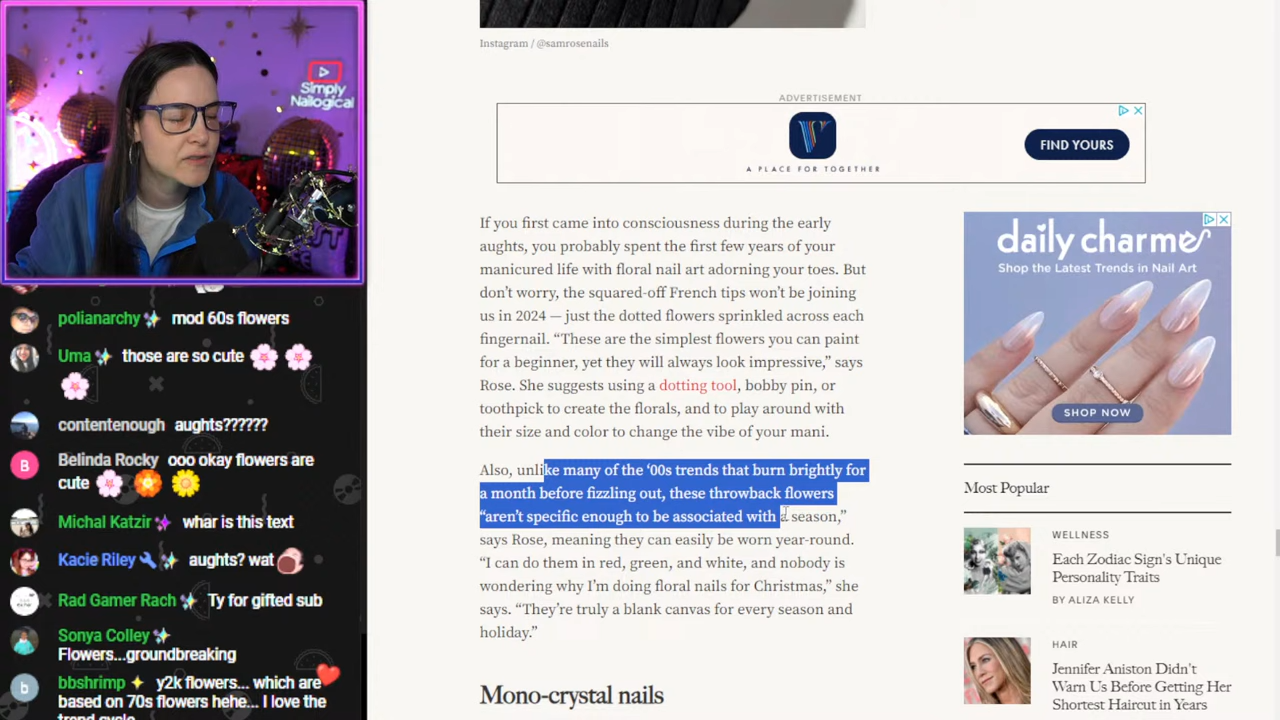 Simply
Nailogical
polianarchy mod 60s flowers
Uma those are so cute
contentenough aughts??????
Belinda Rocky ooo okay flowers are
cute
Michal Katzir whar is this text
Kacie Riley aughts? wat
Rad Gamer Rach Ty for gifted sub
Sonya Colley
Flowers...groundbreaking
bbshrimp y2k flowers... which are
based on 70s flowers hehe... I love the
trend cycle
Instagram / @samrosenails
ADVERTISEMENT
A PLACE FOR TOGETHER
FIND YOURS
If you first came into consciousness during the early
aughts, you probably spent the first few years of your
manicured life with floral nail art adorning your toes. But
don’t worry, the squared-off French tips won’t be joining
us in 2024 — just the dotted flowers sprinkled across each
fingernail. “These are the simplest flowers you can paint
for a beginner, yet they will always look impressive,” says
Rose. She suggests using a dotting tool, bobby pin, or
toothpick to create the florals, and to play around with
their size and color to change the vibe of your mani.
Also, unlike many of the ‘00s trends that burn brightly for
a month before fizzling out, these throwback flowers
“aren’t specific enough to be associated with a season,”
says Rose, meaning they can easily be worn year-round.
“I can do them in red, green, and white, and nobody is
wondering why I’m doing floral nails for Christmas,” she
says. “They’re truly a blank canvas for every season and
holiday.”
Mono-crystal nails
daily charme
Shop the Latest Trends in Nail Art
SHOP NOW
Most Popular
WELLNESS
Each Zodiac Sign’s Unique
Personality Traits
BY ALIZA KELLY
HAIR
Jennifer Aniston Didn’t
Warn Us Before Getting Her
Shortest Haircut in Years